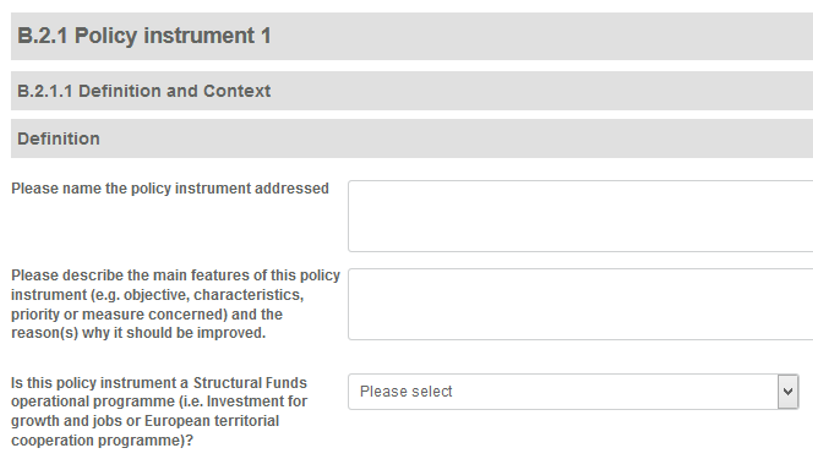 B.2.1 Policy instrument 1
B.2.1.1 Definition and Context
Definition
Please name the policy instrument addressed
Please describe the main features of this policy
instrument (e.g. objective, characteristics,
priority or measure concerned) and the
reason(s) why it should be improved.
Is this policy instrument a Structural Funds
operational programme (i.e. Investment for
growth and jobs or European territorial
cooperation programme)?
Please select